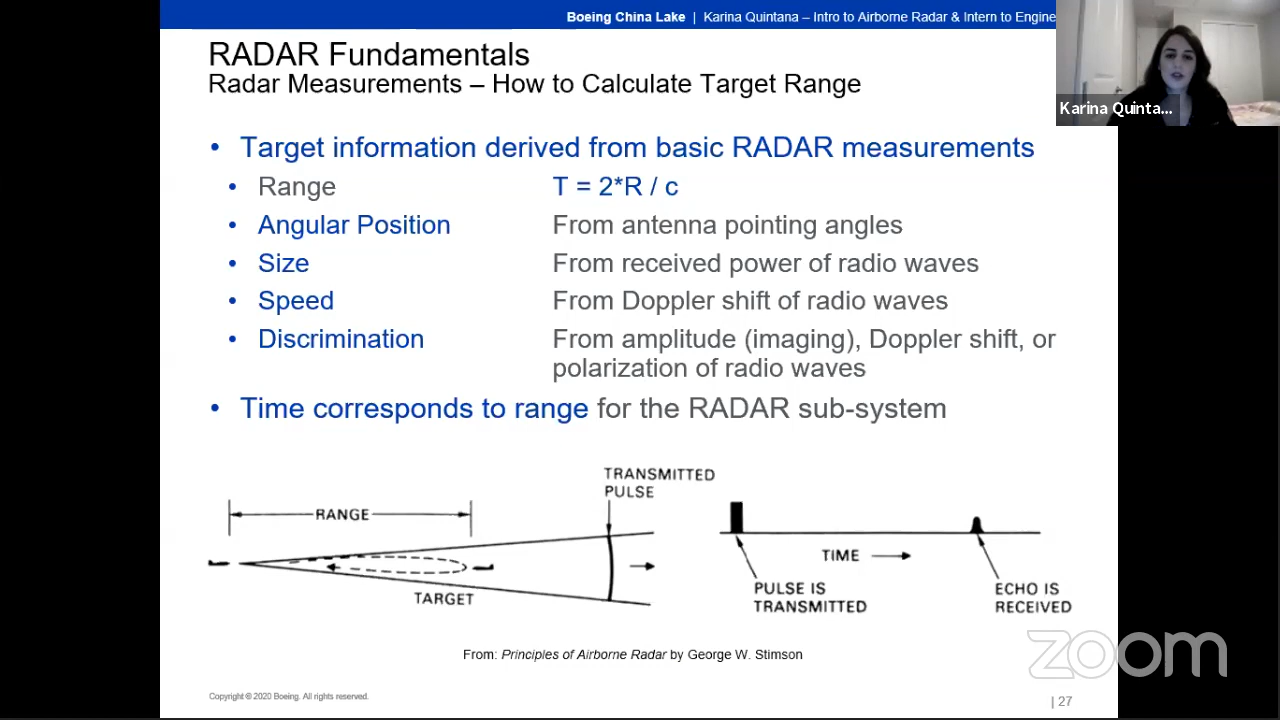 Boeing China Lake | Karina Quintana – Intro to Airborne Radar & Intern to Engine
RADAR Fundamentals
Radar Measurements – How to Calculate Target Range
Karina Quinta...
• Target information derived from basic RADAR measurements
• Range T = 2*R / c
• Angular Position From antenna pointing angles
• Size From received power of radio waves
• Speed From Doppler shift of radio waves
• Discrimination From amplitude (imaging), Doppler shift, or
polarization of radio waves
• Time corresponds to range for the RADAR sub-system
TRANSMITTED
PULSE
RANGE
TARGET
TIME
PULSE IS
TRANSMITTED
ECHO IS
RECEIVED
From: Principles of Airborne Radar by George W. Stimson
zoom
Copyright © 2020 Boeing. All rights reserved.
| 27